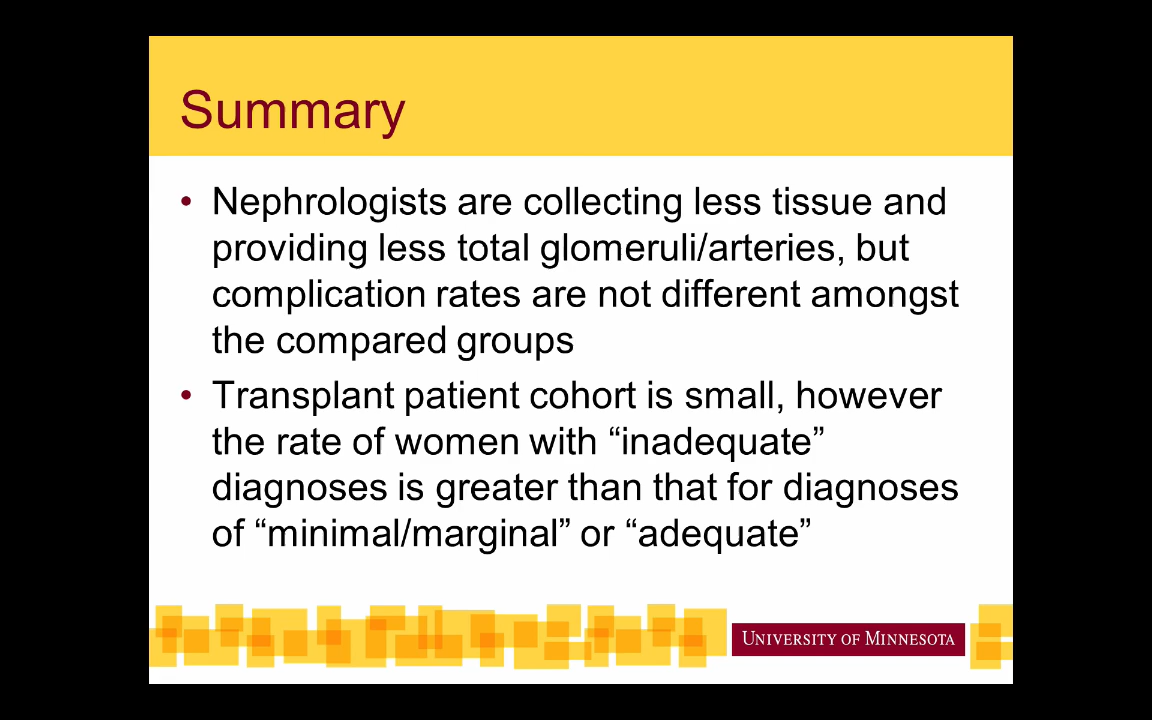 Summary
• Nephrologists are collecting less tissue and
providing less total glomeruli/arteries, but
complication rates are not different amongst
the compared groups
• Transplant patient cohort is small, however
the rate of women with “inadequate”
diagnoses is greater than that for diagnoses
of “minimal/marginal” or “adequate”
UNIVERSITY OF MINNESOTA